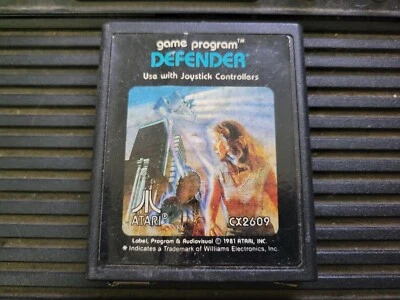 game program™
DEFENDER*
Use with Joystick Controllers
ATARI®
CX2609
Label, Program & Audiovisual © 1981 ATARI, INC.
* Indicates a Trademark of Williams Electronics, Inc.